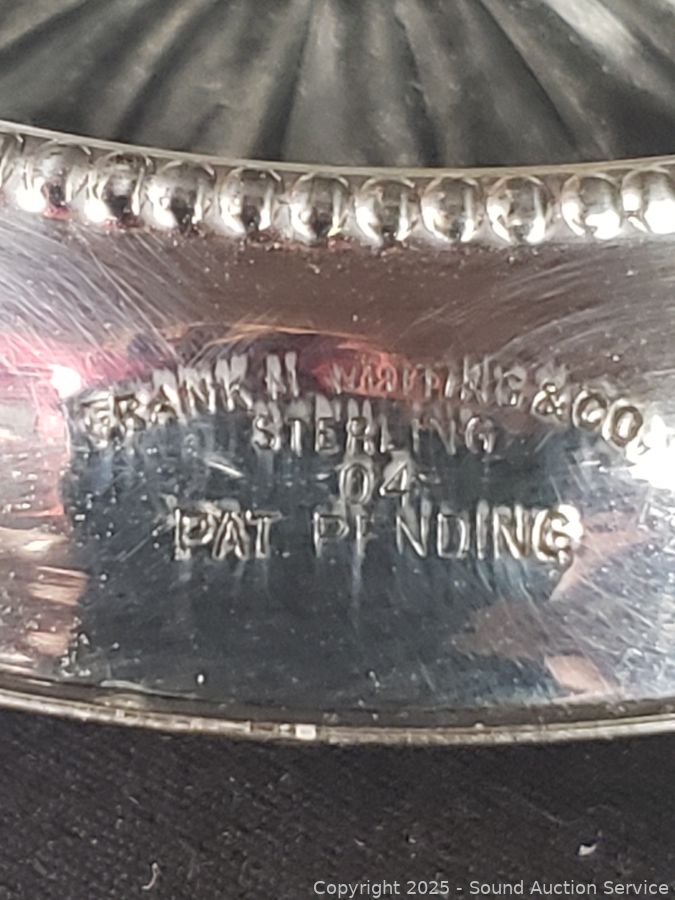 FRANK M WHITING & CO.
STERLING
04
PAT. PENDING
Copyright 2025 - Sound Auction Service